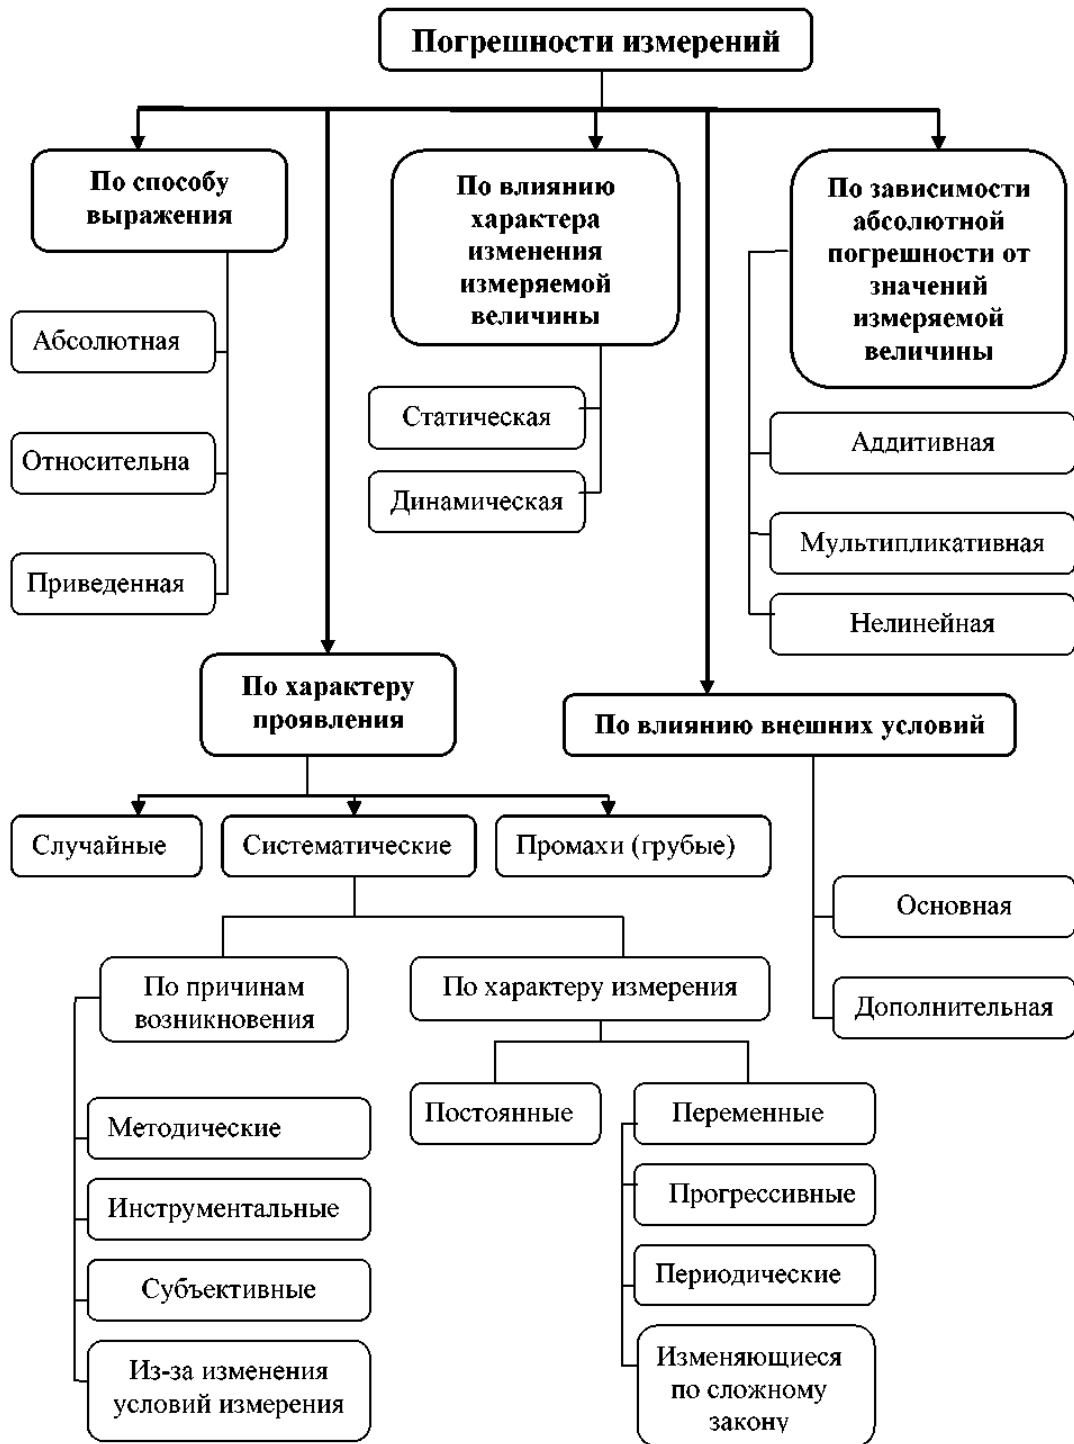 Погрешности измерений
По способу
выражения
По влиянию
характера
изменения
измеряемой
величины
По зависимости
абсолютной
погрешности от
значений
измеряемой
величины
Абсолютная
Относительна
Приведенная
Статическая
Динамическая
Аддитивная
Мультипликативная
Нелинейная
По характеру
проявления
По влиянию внешних условий
Случайные
Систематические
Промахи (грубые)
Основная
Дополнительная
По причинам
возникновения
По характеру измерения
Методические
Инструментальные
Субъективные
Из-за изменения
условий измерения
Постоянные
Переменные
Прогрессивные
Периодические
Изменяющиеся
по сложному
закону